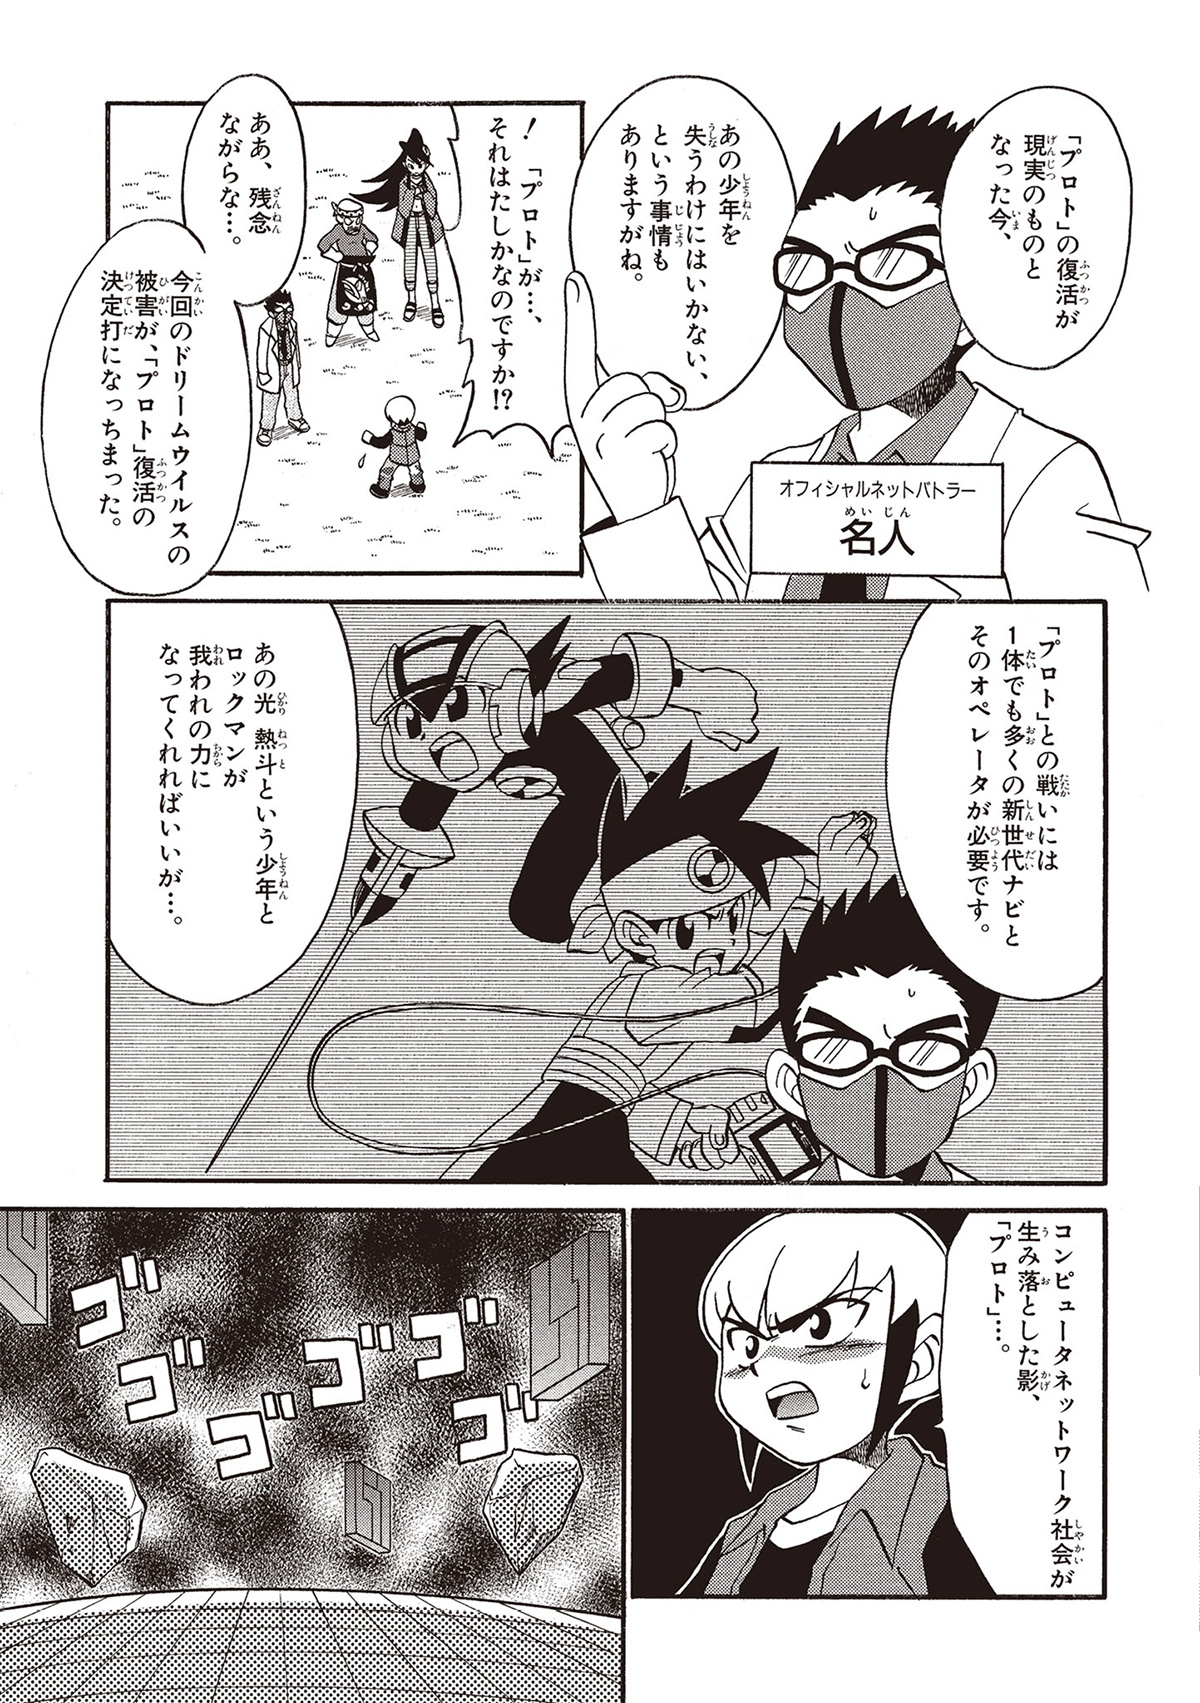 「プロト」の復活が
現実のものと
なった今、
あの少年を
失うわけにはいかない、
という事情も
ありますがね。
オフィシャルネットバトラー
名人
！「プロト」が…、
それはたしかなのですか!?
ああ、残念
ながらな…。
今回のドリームウイルスの
被害が、「プロト」復活の
決定打になっちまった。
「プロト」との戦いには
1体でも多くの新世代ナビと
そのオペレータが必要です。
あの光 熱斗という少年と
ロックマンが
我われの力に
なってくれればいいが…。
コンピュータネットワーク社会が
生み落とした影、
「プロト」…。
ゴゴゴゴゴ